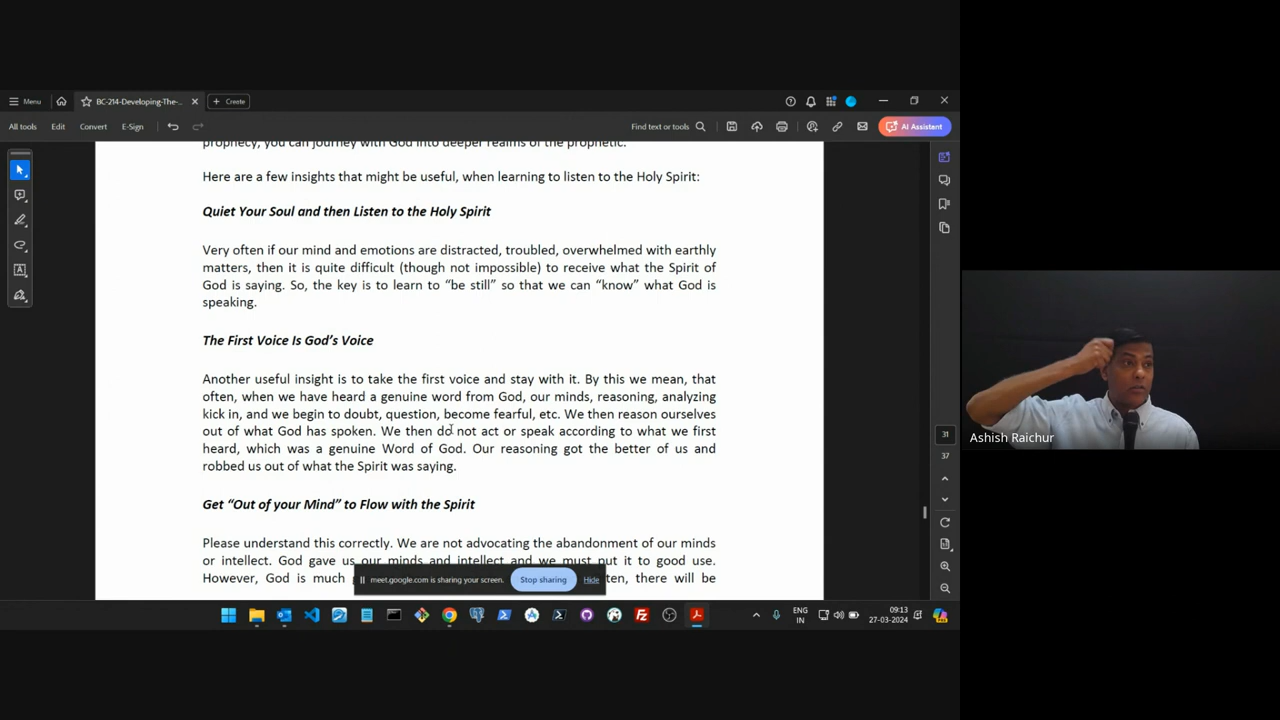 Menu
BC-214-Developing-The-...
Create
All tools
Edit
Convert
E-Sign
Find text or tools
AI Assistant
prophecy, you can journey with God into deeper realms of the prophetic.
Here are a few insights that might be useful, when learning to listen to the Holy Spirit:
Quiet Your Soul and then Listen to the Holy Spirit
Very often if our mind and emotions are distracted, troubled, overwhelmed with earthly
matters, then it is quite difficult (though not impossible) to receive what the Spirit of
God is saying. So, the key is to learn to “be still” so that we can “know” what God is
speaking.
The First Voice Is God’s Voice
Another useful insight is to take the first voice and stay with it. By this we mean, that
often, when we have heard a genuine word from God, our minds, reasoning, analyzing
kick in, and we begin to doubt, question, become fearful, etc. We then reason ourselves
out of what God has spoken. We then do not act or speak according to what we first
heard, which was a genuine Word of God. Our reasoning got the better of us and
robbed us out of what the Spirit was saying.
Get “Out of your Mind” to Flow with the Spirit
Please understand this correctly. We are not advocating the abandonment of our minds
or intellect. God gave us our minds and intellect and we must put it to good use.
However, God is much ten, there will be
meet.google.com is sharing your screen.
Stop sharing
Hide
31
37
Ashish Raichur
ENG
IN
09:13
27-03-2024